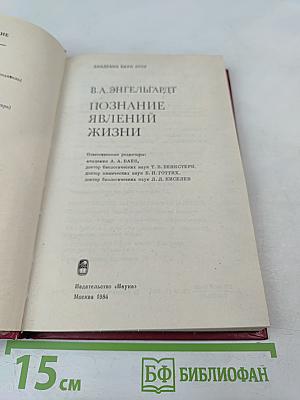 АКАДЕМИЯ НАУК СССР
В.А. ЭНГЕЛЬГАРДТ
ПОЗНАНИЕ
ЯВЛЕНИЙ
ЖИЗНИ
Ответственные редакторы:
академик А. А. БАЕВ,
доктор биологических наук Т. В. ВЕНКСТЕРН,
доктор химических наук Б. П. ГОТТИХ,
доктор биологических наук Л. Л. КИСЕЛЕВ
Издательство «Наука»
Москва 1984
15 см
БФ БИБЛИОФАН